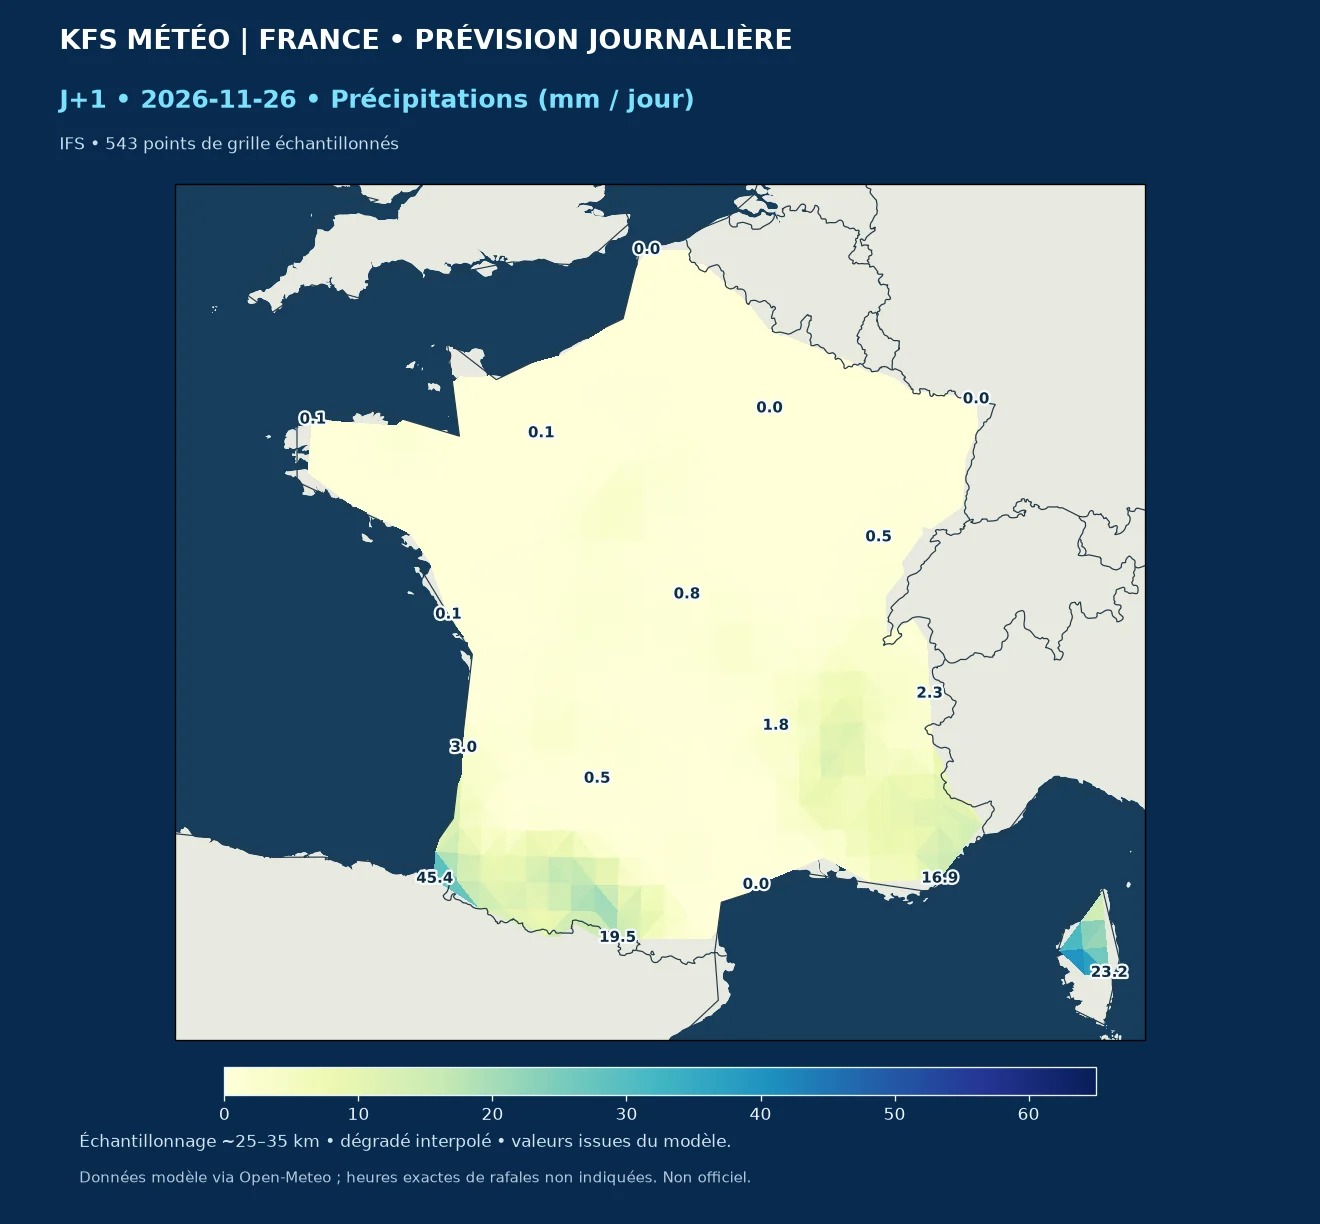 KFS MÉTÉO | FRANCE • PRÉVISION JOURNALIÈRE
J+1 • 2026-11-26 • Précipitations (mm / jour)
IFS • 543 points de grille échantillonnés
0.0
0.0
0.0
0.1
0.1
0.5
0.8
0.1
2.3
1.8
3.0
0.5
45.4
0.0
16.9
19.5
23.2
0 10 20 30 40 50 60
Échantillonnage ~25–35 km • dégradé interpolé • valeurs issues du modèle.
Données modèle via Open-Meteo ; heures exactes de rafales non indiquées. Non officiel.